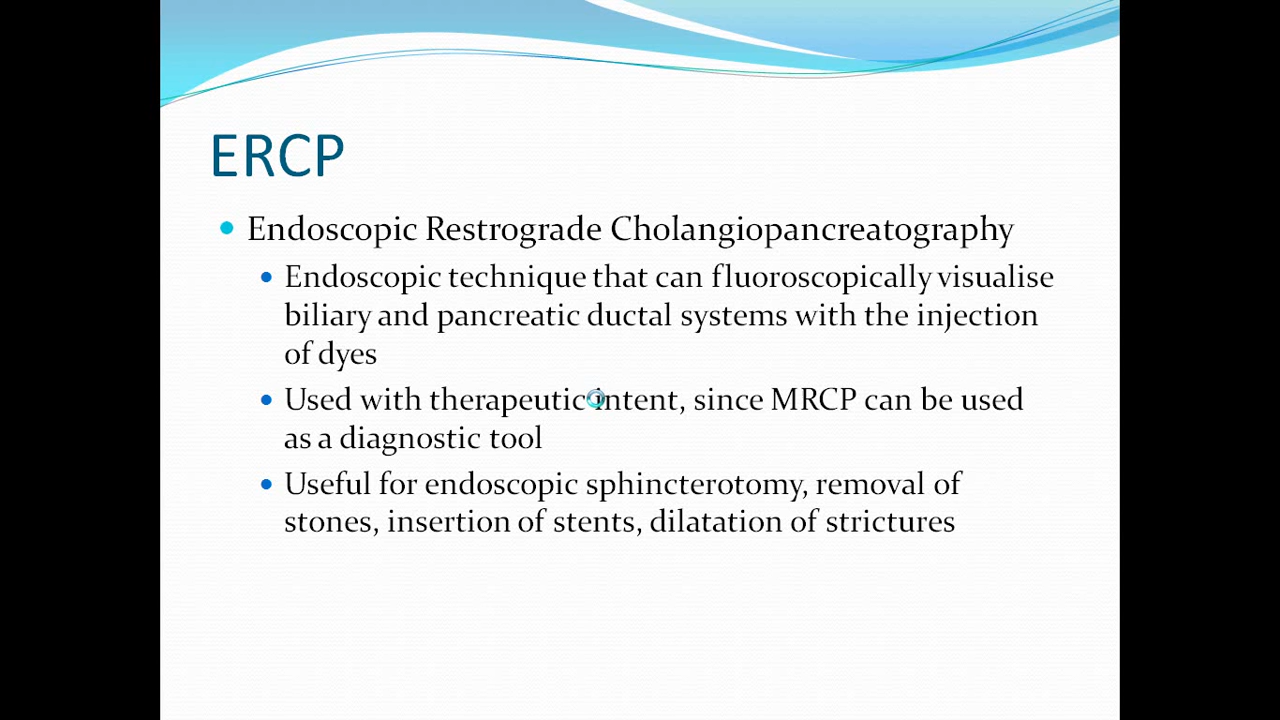 ERCP
Endoscopic Restrograde Cholangiopancreatography
Endoscopic technique that can fluoroscopically visualise
biliary and pancreatic ductal systems with the injection
of dyes
Used with therapeutic intent, since MRCP can be used
as a diagnostic tool
Useful for endoscopic sphincterotomy, removal of
stones, insertion of stents, dilatation of strictures